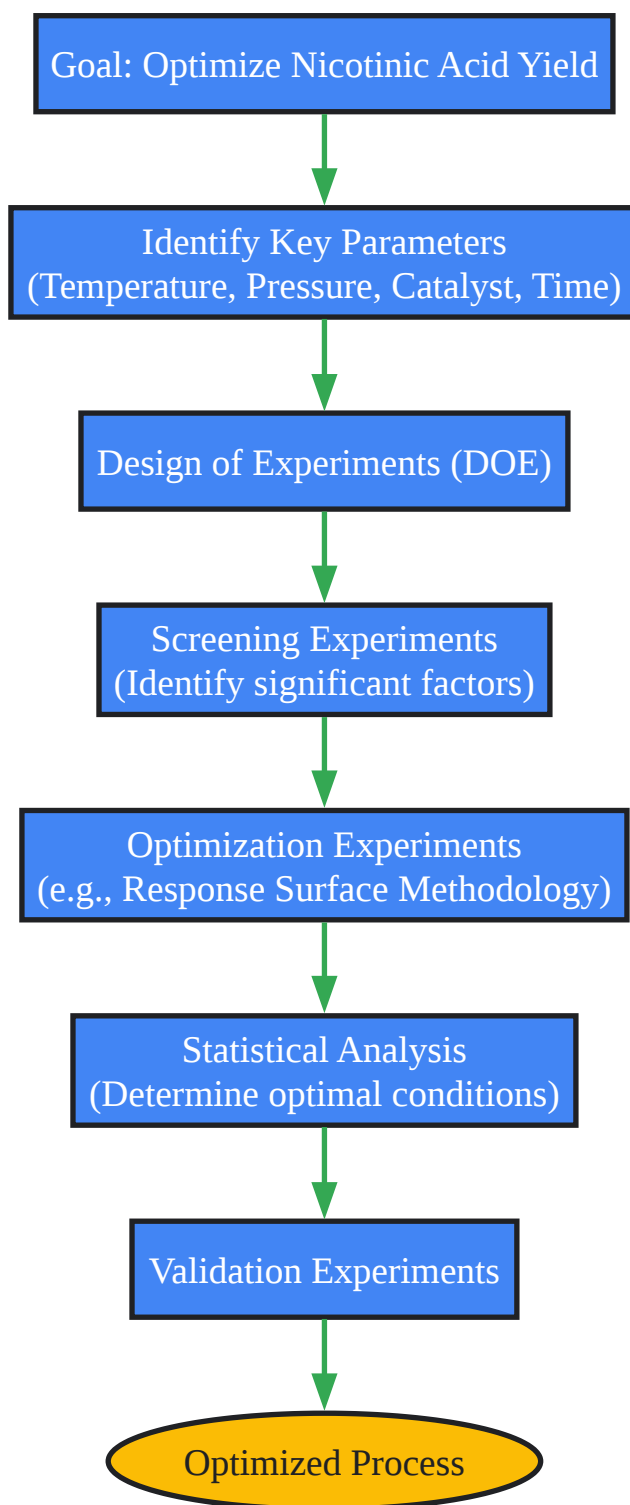 Goal: Optimize Nicotinic Acid Yield
Identify Key Parameters
(Temperature, Pressure, Catalyst, Time)
Design of Experiments (DOE)
Screening Experiments
(Identify significant factors)
Optimization Experiments
(e.g., Response Surface Methodology)
Statistical Analysis
(Determine optimal conditions)
Validation Experiments
Optimized Process